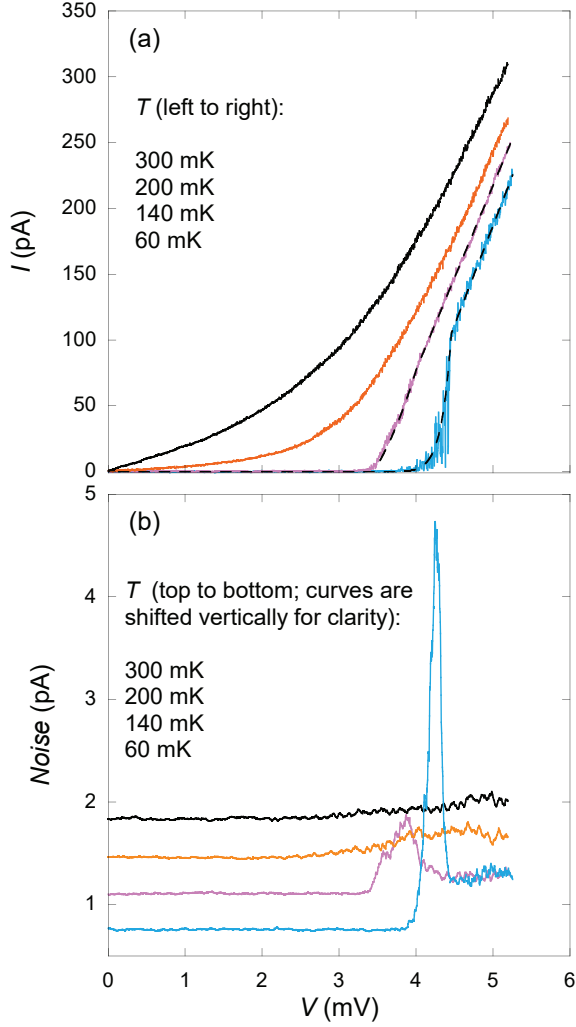 350
(a)
300
T (left to right):
250
300 mK
200 mK
200
140 mK
60 mK
I (pA)
150
100
50
0
5
(b)
T (top to bottom; curves are
shifted vertically for clarity):
4
300 mK
200 mK
140 mK
60 mK
Noise (pA)
3
2
1
0 1 2 3 4 5 6
V (mV)